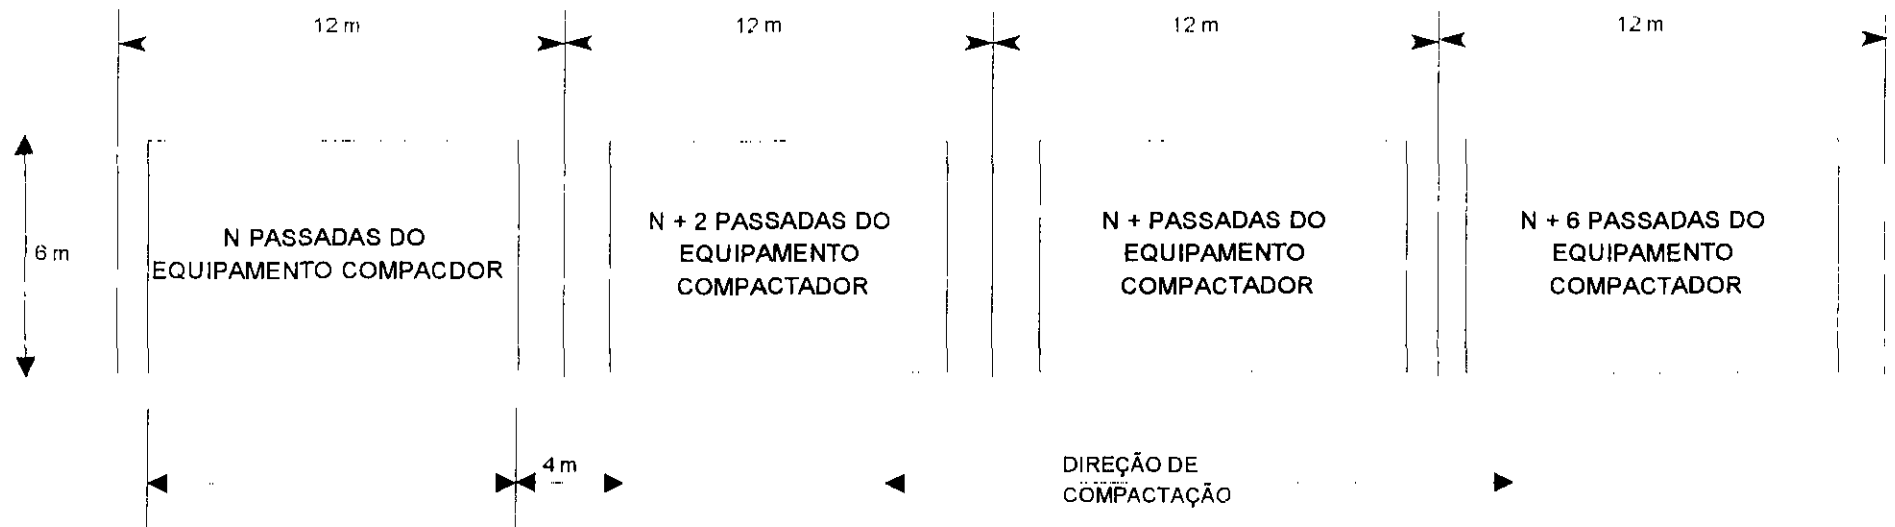 12 m
12 m
12 m
12 m
6 m
N PASSADAS DO
EQUIPAMENTO COMPACDOR
N + 2 PASSADAS DO
EQUIPAMENTO
COMPACTADOR
N + PASSADAS DO
EQUIPAMENTO
COMPACTADOR
N + 6 PASSADAS DO
EQUIPAMENTO
COMPACTADOR
4 m
DIREÇÃO DE
COMPACTAÇÃO